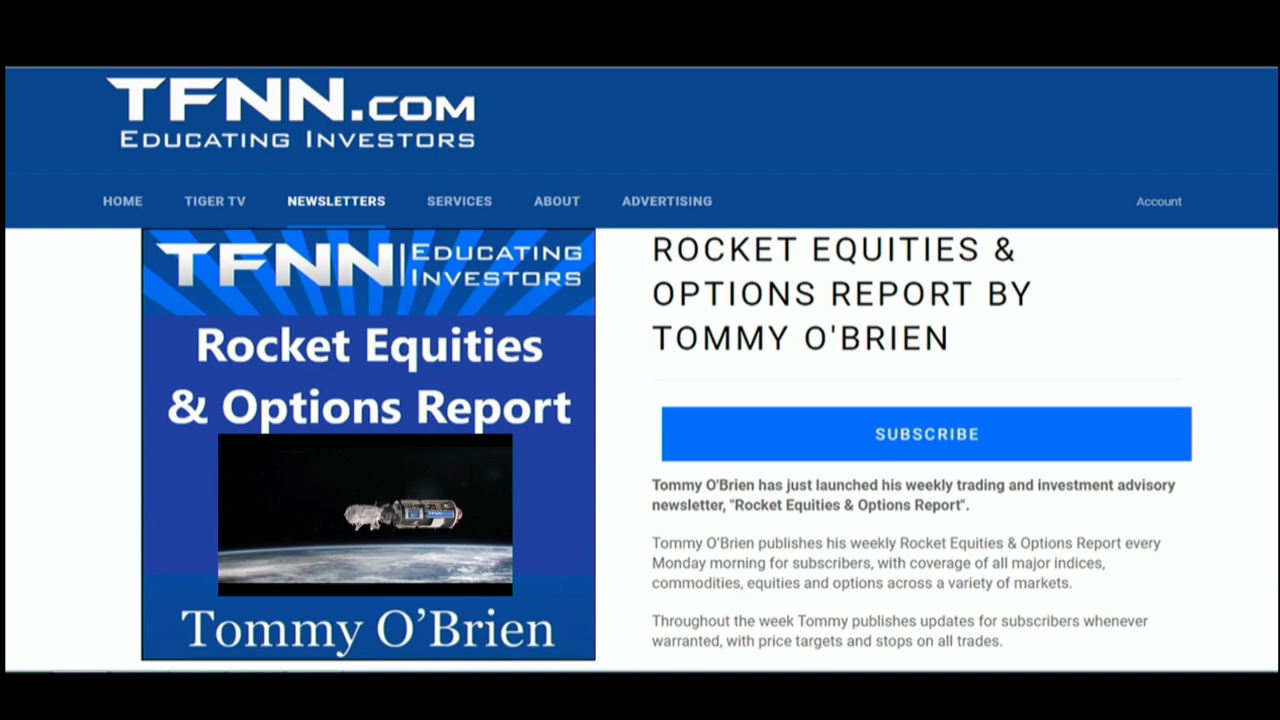 TFNN.COM
EDUCATING INVESTORS
HOME TIGER TV NEWSLETTERS SERVICES ABOUT ADVERTISING Account
TFNN EDUCATING
INVESTORS
Rocket Equities
& Options Report
Tommy O’Brien
ROCKET EQUITIES &
OPTIONS REPORT BY
TOMMY O'BRIEN
SUBSCRIBE
Tommy O'Brien has just launched his weekly trading and investment advisory
newsletter, "Rocket Equities & Options Report".
Tommy O'Brien publishes his weekly Rocket Equities & Options Report every
Monday morning for subscribers, with coverage of all major indices,
commodities, equities and options across a variety of markets.
Throughout the week Tommy publishes updates for subscribers whenever
warranted, with price targets and stops on all trades.